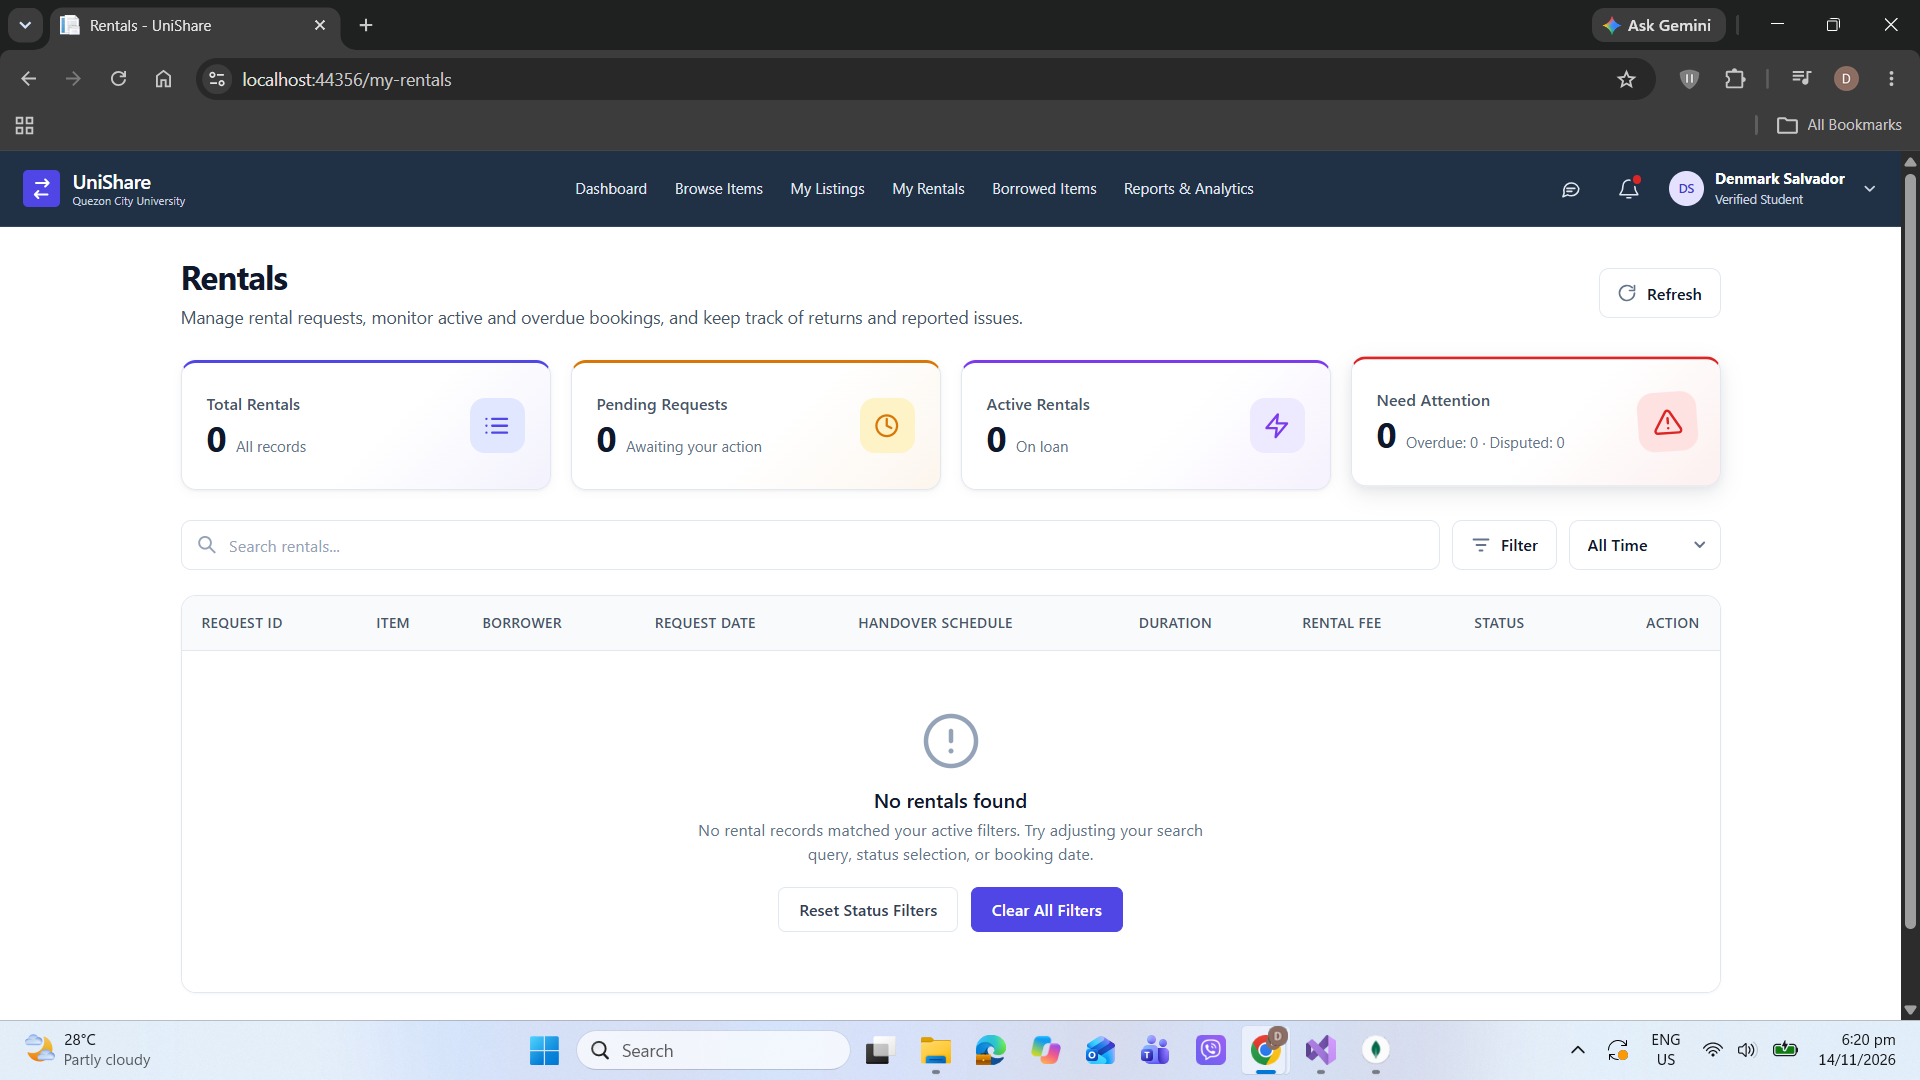 Rentals - UniShare
Ask Gemini
localhost:44356/my-rentals
D
All Bookmarks
UniShare
Quezon City University
Dashboard
Browse Items
My Listings
My Rentals
Borrowed Items
Reports & Analytics
DS
Denmark Salvador
Verified Student
Rentals
Manage rental requests, monitor active and overdue bookings, and keep track of returns and reported issues.
Refresh
Total Rentals
0 All records
Pending Requests
0 Awaiting your action
Active Rentals
0 On loan
Need Attention
0 Overdue: 0 · Disputed: 0
Search rentals...
Filter
All Time
REQUEST ID
ITEM
BORROWER
REQUEST DATE
HANDOVER SCHEDULE
DURATION
RENTAL FEE
STATUS
ACTION
No rentals found
No rental records matched your active filters. Try adjusting your search
query, status selection, or booking date.
Reset Status Filters
Clear All Filters
28°C
Partly cloudy
Search
D
ENG
US
6:20 pm
14/11/2026